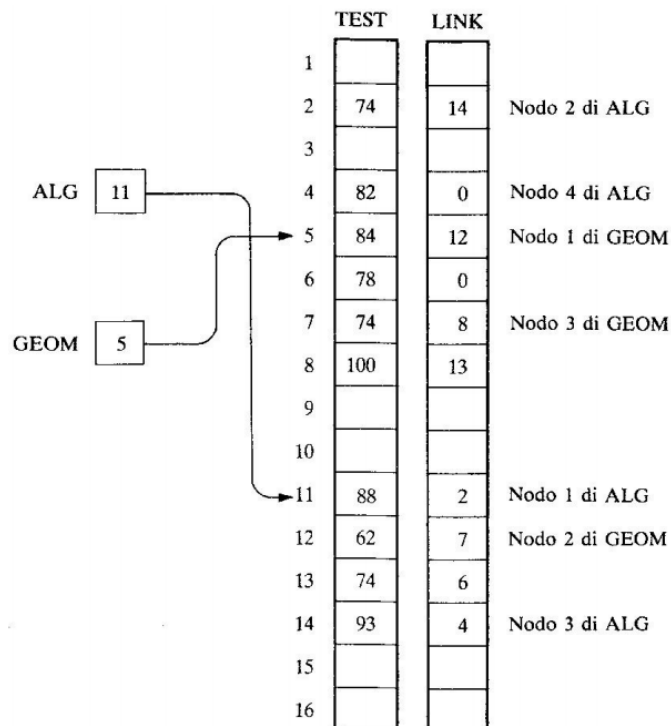 TEST LINK
1
2 74 14 Nodo 2 di ALG
3
ALG 11 4 82 0 Nodo 4 di ALG
5 84 12 Nodo 1 di GEOM
6 78 0
GEOM 5 7 74 8 Nodo 3 di GEOM
8 100 13
9
10
11 88 2 Nodo 1 di ALG
12 62 7 Nodo 2 di GEOM
13 74 6
14 93 4 Nodo 3 di ALG
15
16